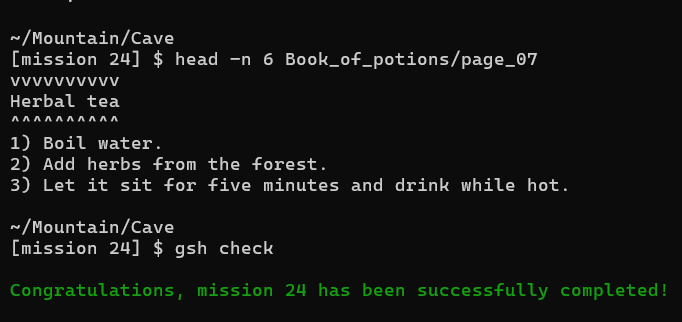 ~/Mountain/Cave
[mission 24] $ head -n 6 Book_of_potions/page_07
vvvvvvvvvv
Herbal tea
^^^^^^^^^^
1) Boil water.
2) Add herbs from the forest.
3) Let it sit for five minutes and drink while hot.
~/Mountain/Cave
[mission 24] $ gsh check
Congratulations, mission 24 has been successfully completed!